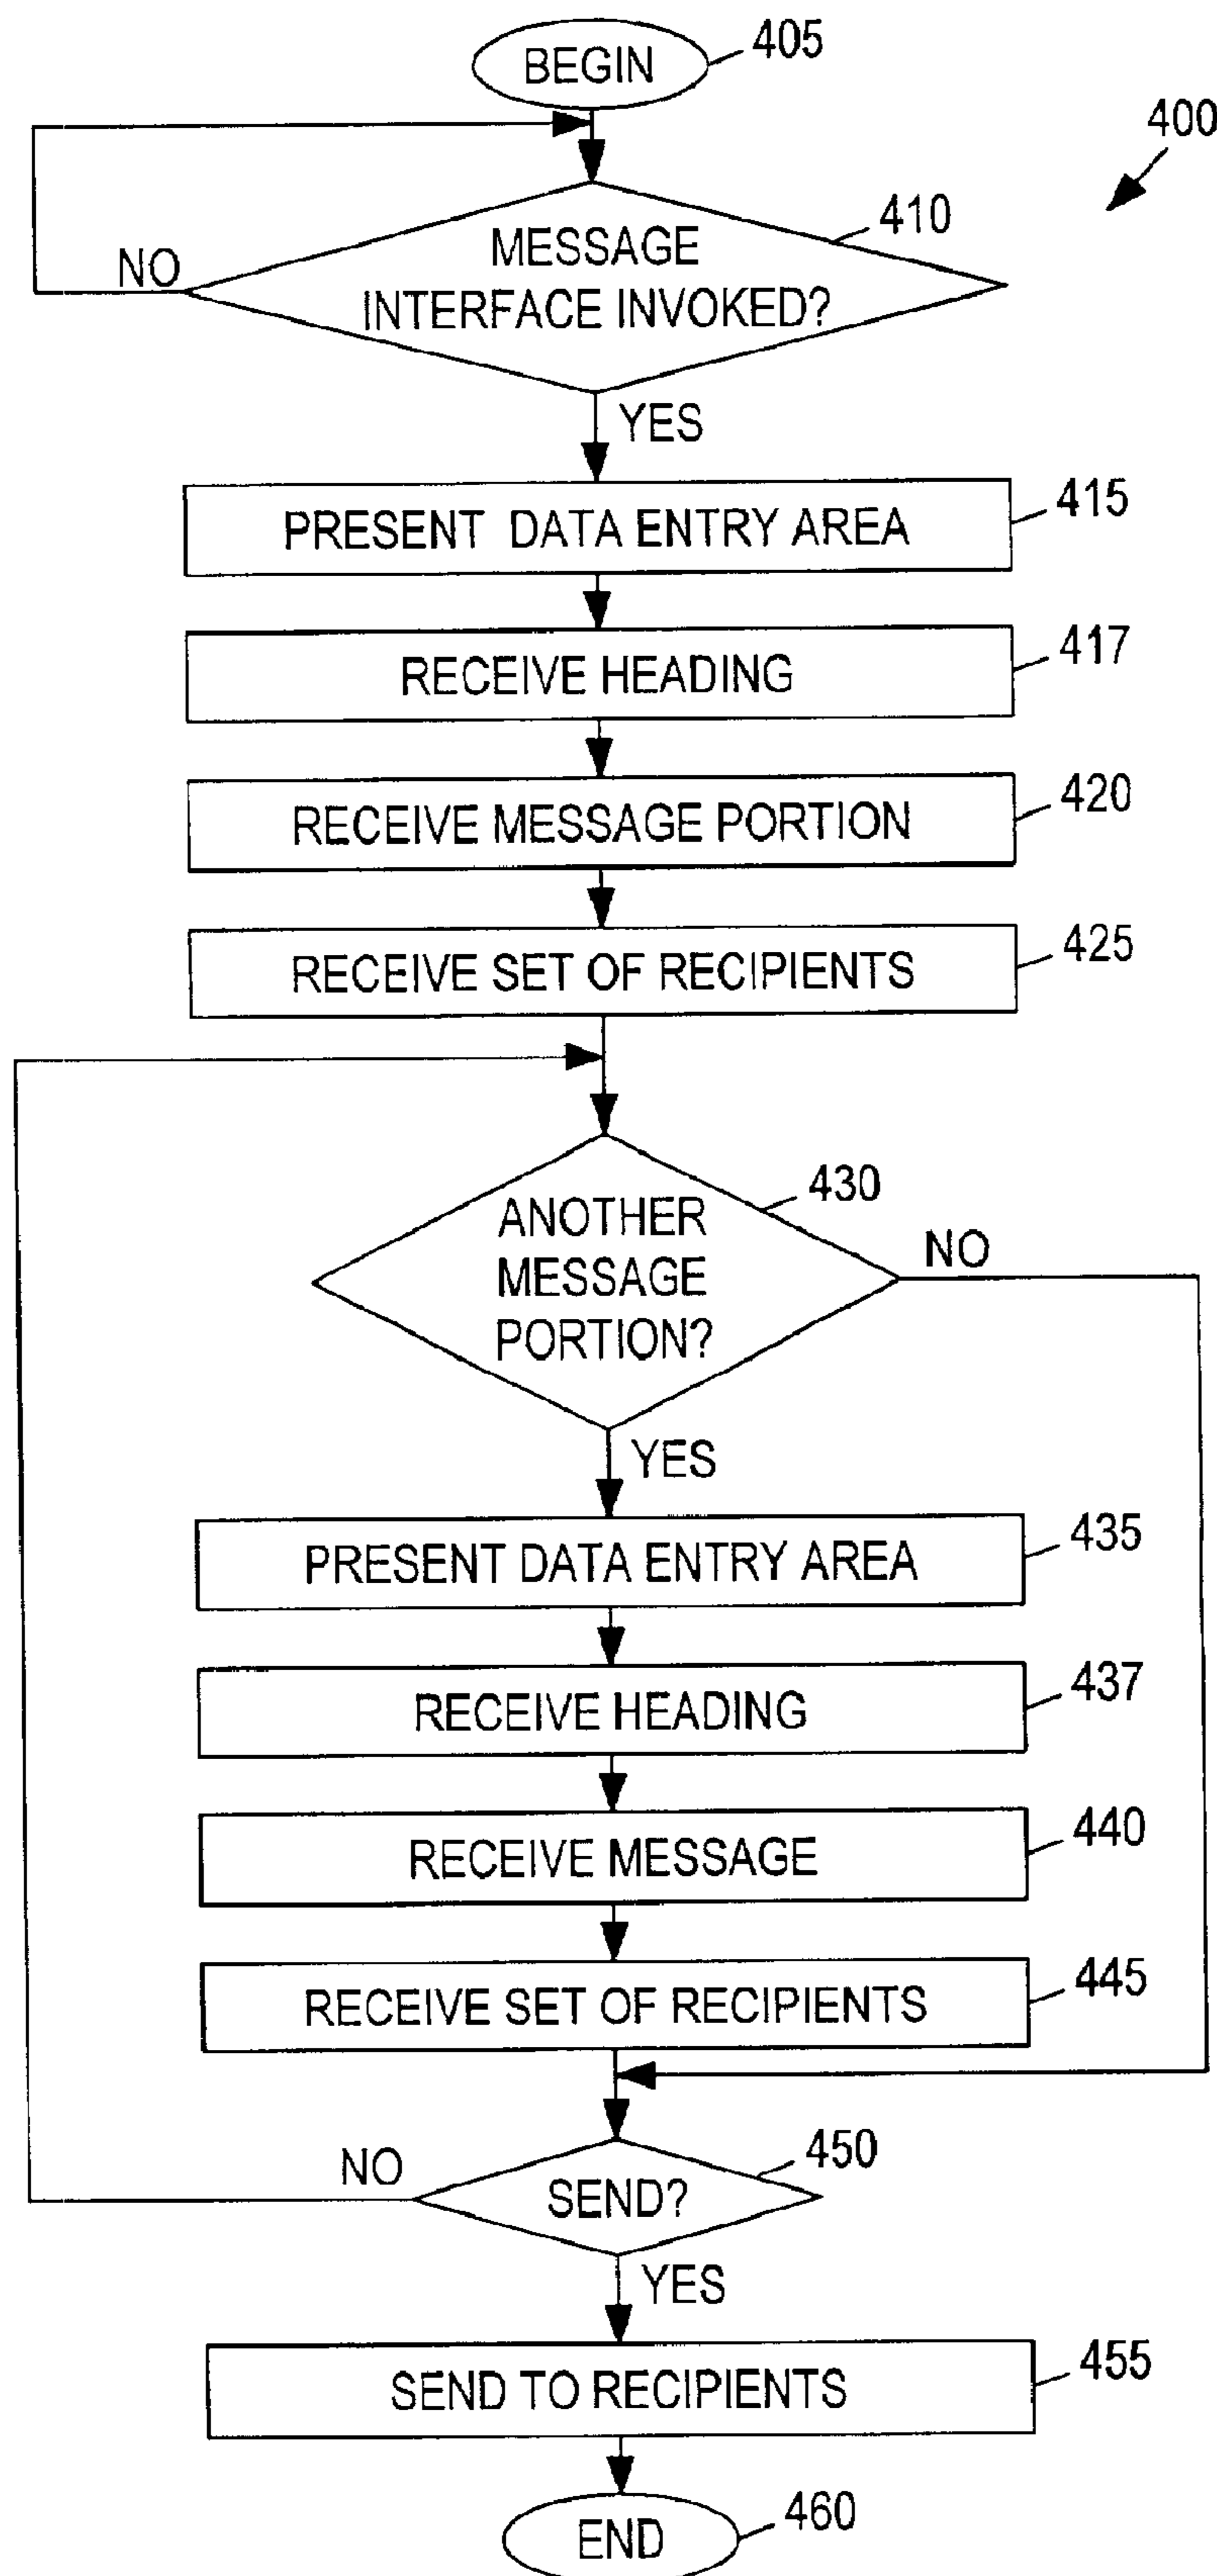 BEGIN
405
400
410
MESSAGE
INTERFACE INVOKED?
NO
YES
PRESENT DATA ENTRY AREA
415
RECEIVE HEADING
417
RECEIVE MESSAGE PORTION
420
RECEIVE SET OF RECIPIENTS
425
430
ANOTHER
MESSAGE
PORTION?
NO
YES
PRESENT DATA ENTRY AREA
435
RECEIVE HEADING
437
RECEIVE MESSAGE
440
RECEIVE SET OF RECIPIENTS
445
NO
450
SEND?
YES
SEND TO RECIPIENTS
455
END
460